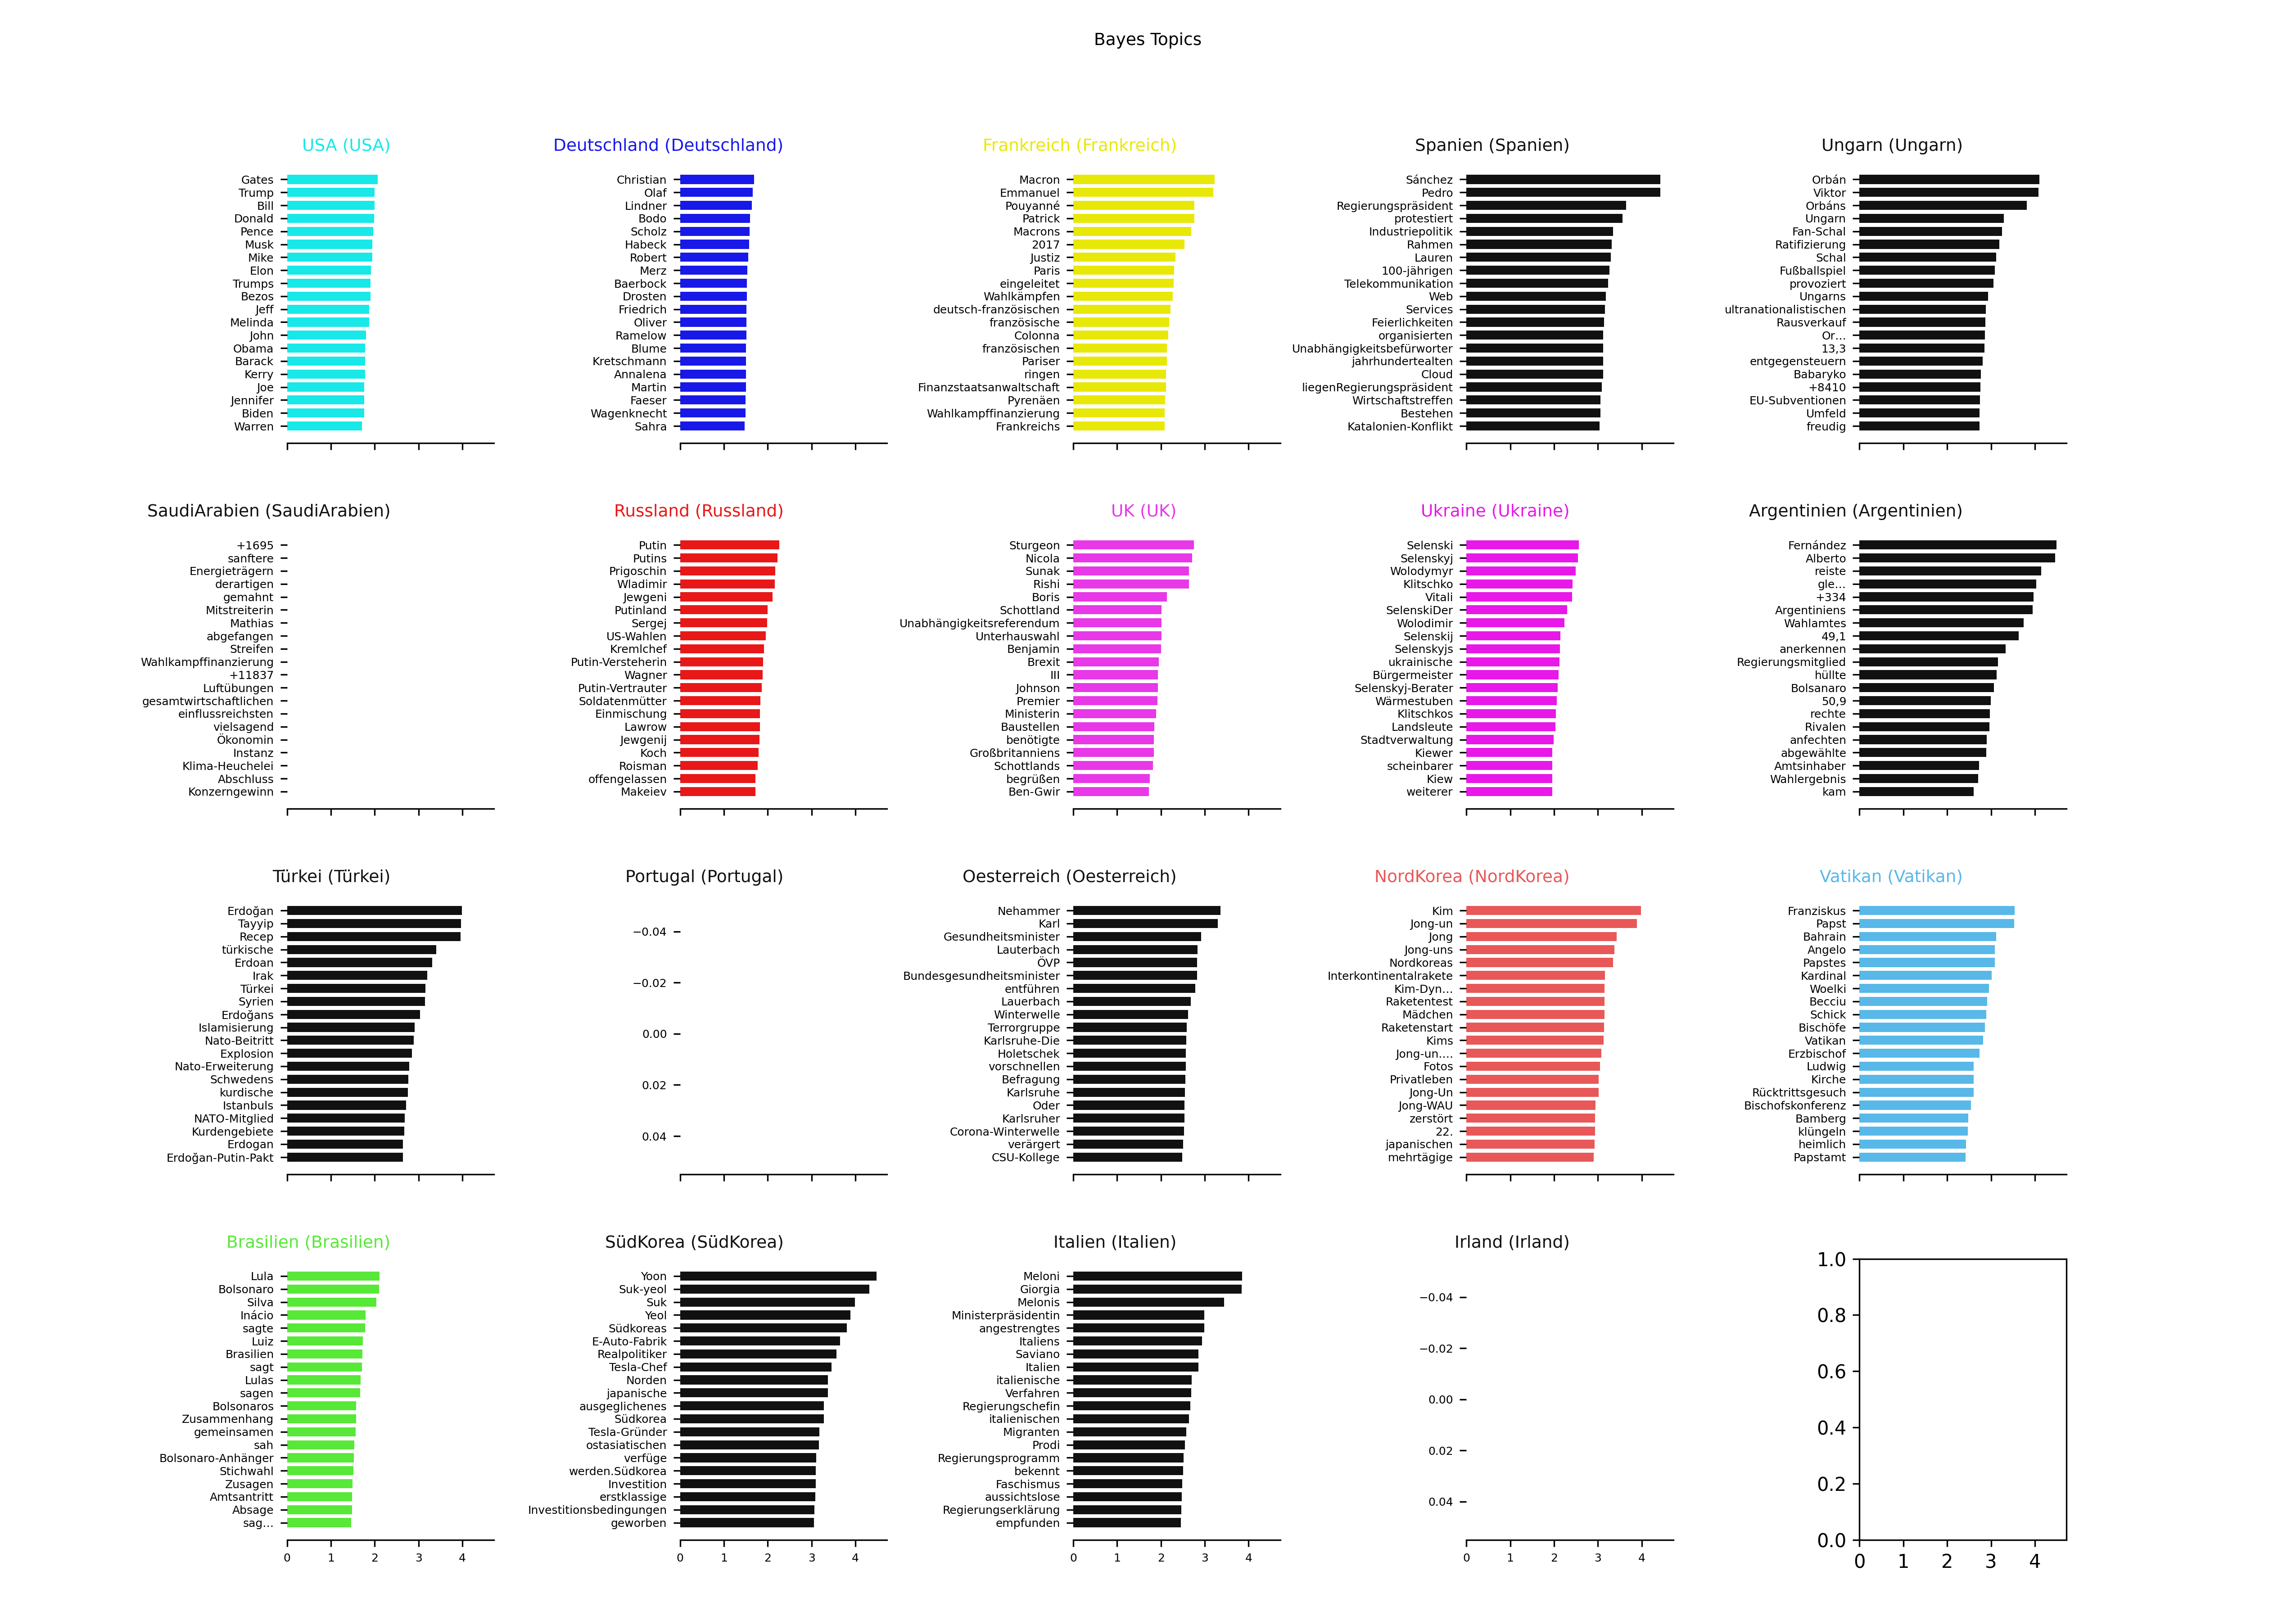 Bayes Topics
USA (USA)
Gates
Trump
Bill
Donald
Pence
Musk
Mike
Elon
Trumps
Bezos
Jeff
Melinda
John
Obama
Barack
Kerry
Joe
Jennifer
Biden
Warren
Deutschland (Deutschland)
Christian
Olaf
Lindner
Bodo
Scholz
Habeck
Robert
Merz
Baerbock
Drosten
Friedrich
Oliver
Ramelow
Blume
Kretschmann
Annalena
Martin
Faeser
Wagenknecht
Sahra
Frankreich (Frankreich)
Macron
Emmanuel
Pouyanné
Patrick
Macrons
2017
Justiz
Paris
eingeleitet
Wahlkämpfen
deutsch-französischen
französische
Colonna
französischen
Pariser
ringen
Finanzstaatsanwaltschaft
Pyrenäen
Wahlkampffinanzierung
Frankreichs
Spanien (Spanien)
Sánchez
Pedro
Regierungspräsident
protestiert
Industriepolitik
Rahmen
Lauren
100-jährigen
Telekommunikation
Web
Services
Feierlichkeiten
organisierten
Unabhängigkeitsbefürworter
jahrhundertealten
Cloud
liegenRegierungspräsident
Wirtschaftstreffen
Bestehen
Katalonien-Konflikt
Ungarn (Ungarn)
Orbán
Viktor
Orbáns
Ungarn
Fan-Schal
Ratifizierung
Schal
Fußballspiel
provoziert
Ungarns
ultranationalistischen
Rausverkauf
Or...
13,3
entgegensteuern
Babaryko
+8410
EU-Subventionen
Umfeld
freudig
SaudiArabien (SaudiArabien)
+1695
sanftere
Energieträgern
derartigen
gemahnt
Mitstreiterin
Mathias
abgefangen
Streifen
Wahlkampffinanzierung
+11837
Luftübungen
gesamtwirtschaftlichen
einflussreichsten
vielsagend
Ökonomin
Instanz
Klima-Heuchelei
Abschluss
Konzerngewinn
Russland (Russland)
Putin
Putins
Prigoschin
Wladimir
Jewgeni
Putinland
Sergej
US-Wahlen
Kremlchef
Putin-Versteherin
Wagner
Putin-Vertrauter
Soldatenmütter
Einmischung
Lawrow
Jewgenij
Koch
Roisman
offengelassen
Makeiev
UK (UK)
Sturgeon
Nicola
Sunak
Rishi
Boris
Schottland
Unabhängigkeitsreferendum
Unterhauswahl
Benjamin
Brexit
III
Johnson
Premier
Ministerin
Baustellen
benötigte
Großbritanniens
Schottlands
begrüßen
Ben-Gwir
Ukraine (Ukraine)
Selenski
Selenskyj
Wolodymyr
Klitschko
Vitali
SelenskiDer
Wolodimir
Selenskij
Selenskyjs
ukrainische
Bürgermeister
Selenskyj-Berater
Wärmestuben
Klitschkos
Landsleute
Stadtverwaltung
Kiewer
scheinbarer
Kiew
weiterer
Argentinien (Argentinien)
Fernández
Alberto
reiste
gle...
+334
Argentiniens
Wahlamtes
49,1
anerkennen
Regierungsmitglied
hüllte
Bolsanaro
50,9
rechte
Rivalen
anfechten
abgewählte
Amtsinhaber
Wahlergebnis
kam
Türkei (Türkei)
Erdoğan
Tayyip
Recep
türkische
Erdoan
Irak
Türkei
Syrien
Erdoğans
Islamisierung
Nato-Beitritt
Explosion
Nato-Erweiterung
Schwedens
kurdische
Istanbuls
NATO-Mitglied
Kurdengebiete
Erdogan
Erdoğan-Putin-Pakt
Portugal (Portugal)
−0.04
−0.02
0.00
0.02
0.04
Oesterreich (Oesterreich)
Nehammer
Karl
Gesundheitsminister
Lauterbach
ÖVP
Bundesgesundheitsminister
entführen
Lauerbach
Winterwelle
Terrorgruppe
Karlsruhe-Die
Holetschek
vorschnellen
Befragung
Karlsruhe
Oder
Karlsruher
Corona-Winterwelle
verärgert
CSU-Kollege
NordKorea (NordKorea)
Kim
Jong-un
Jong
Jong-uns
Nordkoreas
Interkontinentalrakete
Kim-Dyn...
Raketentest
Mädchen
Raketenstart
Kims
Jong-un....
Fotos
Privatleben
Jong-Un
Jong-WAU
zerstört
22.
japanischen
mehrtägige
Vatikan (Vatikan)
Franziskus
Papst
Bahrain
Angelo
Papstes
Kardinal
Woelki
Becciu
Schick
Bischöfe
Vatikan
Erzbischof
Ludwig
Kirche
Rücktrittsgesuch
Bischofskonferenz
Bamberg
klüngeln
heimlich
Papstamt
Brasilien (Brasilien)
Lula
Bolsonaro
Silva
Inácio
sagte
Luiz
Brasilien
sagt
Lulas
sagen
Bolsonaros
Zusammenhang
gemeinsamen
sah
Bolsonaro-Anhänger
Stichwahl
Zusagen
Amtsantritt
Absage
sag...
0 1 2 3 4
SüdKorea (SüdKorea)
Yoon
Suk-yeol
Suk
Yeol
Südkoreas
E-Auto-Fabrik
Realpolitiker
Tesla-Chef
Norden
japanische
ausgeglichenes
Südkorea
Tesla-Gründer
ostasiatischen
verfüge
werden.Südkorea
Investition
erstklassige
Investitionsbedingungen
geworben
0 1 2 3 4
Italien (Italien)
Meloni
Giorgia
Melonis
Ministerpräsidentin
angestrengtes
Italiens
Saviano
Italien
italienische
Verfahren
Regierungschefin
italienischen
Migranten
Prodi
Regierungsprogramm
bekennt
Faschismus
aussichtslose
Regierungserklärung
empfunden
0 1 2 3 4
Irland (Irland)
−0.04
−0.02
0.00
0.02
0.04
0 1 2 3 4
1.0
0.8
0.6
0.4
0.2
0.0
0 1 2 3 4